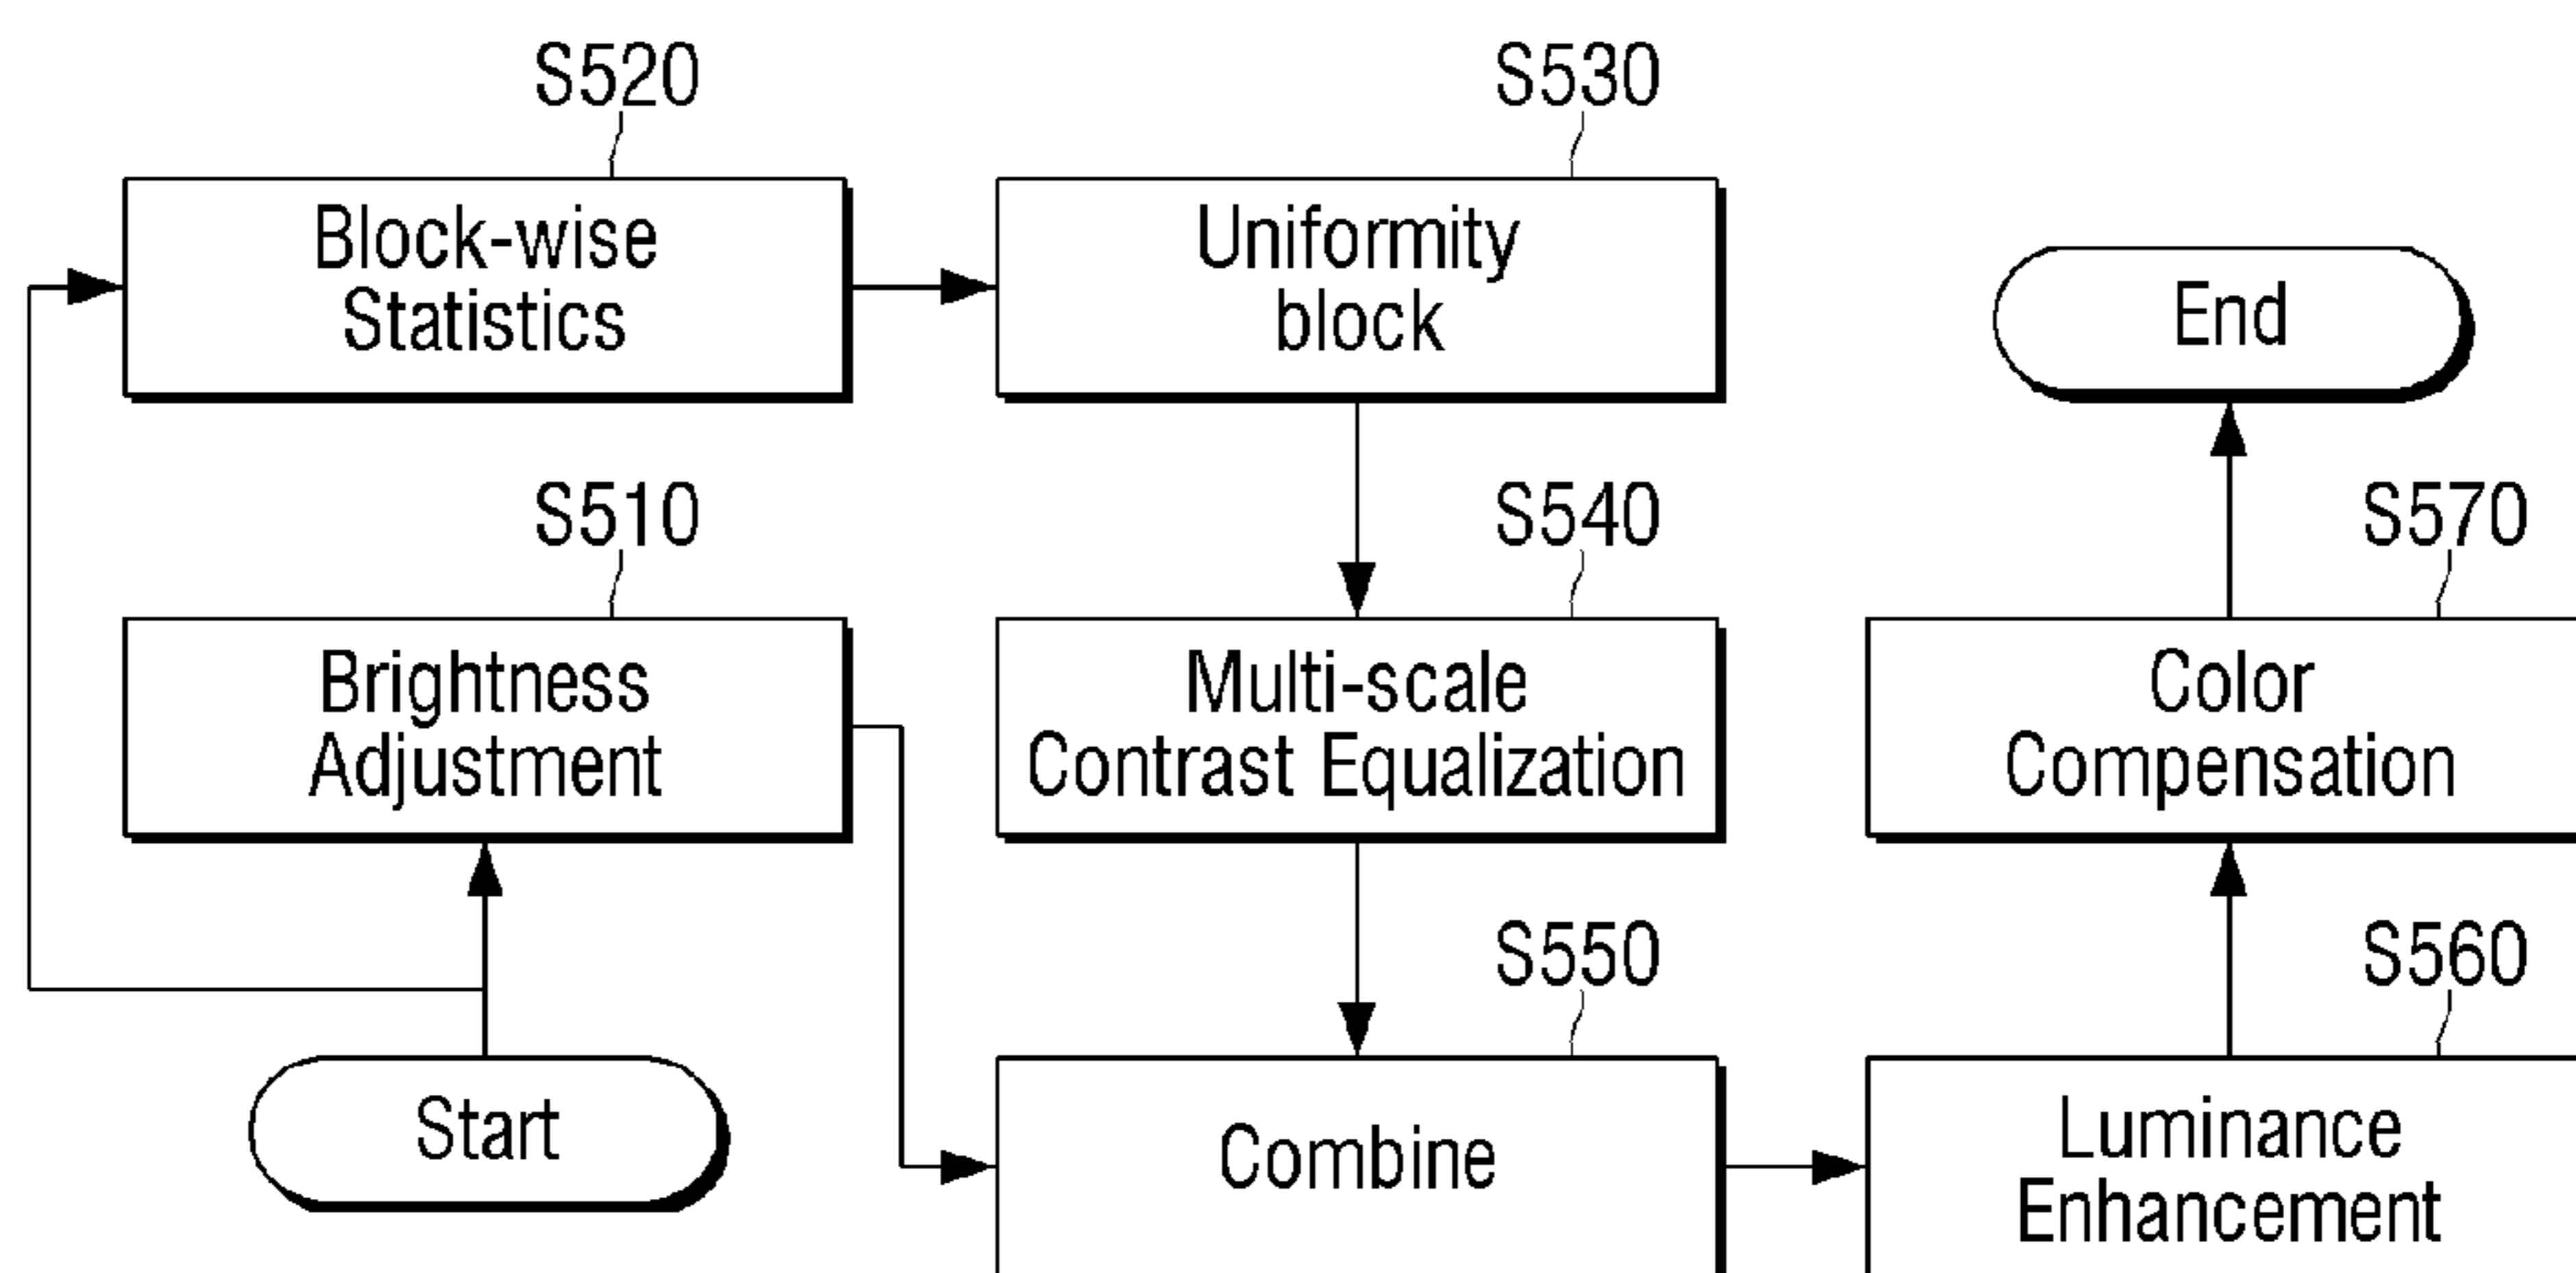 S520
Block-wise
Statistics
S530
Uniformity
block
End
S510
Brightness
Adjustment
S540
Multi-scale
Contrast Equalization
S570
Color
Compensation
Start
S550
Combine
S560
Luminance
Enhancement